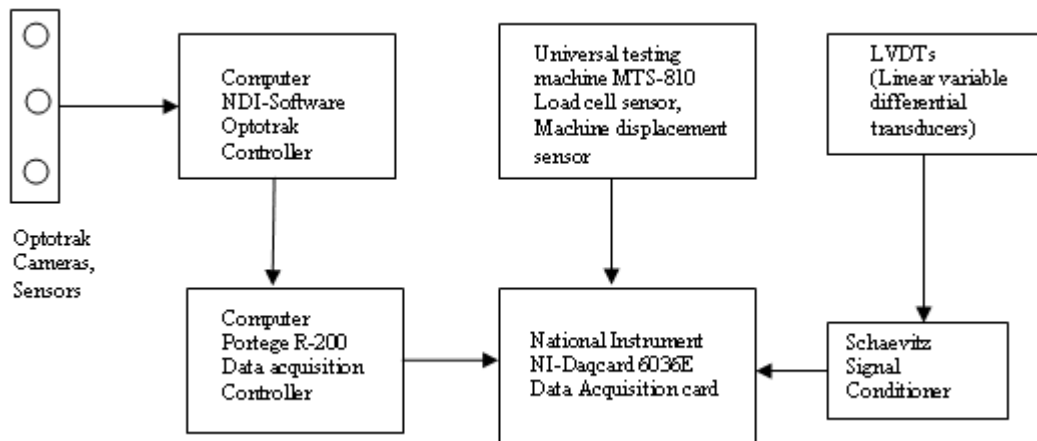 Computer
NDI-Software
Optotrak
Controller
Universal testing
machine MTS-810
Load cell sensor,
Machine displacement
sensor
LVDTs
(Linear variable
differential
transducers)
Optotrak
Cameras,
Sensors
Computer
Portege R-200
Data acquisition
Controller
National Instrument
NI-Daqcard 6036E
Data Acquisition card
Schaevitz
Signal
Conditioner